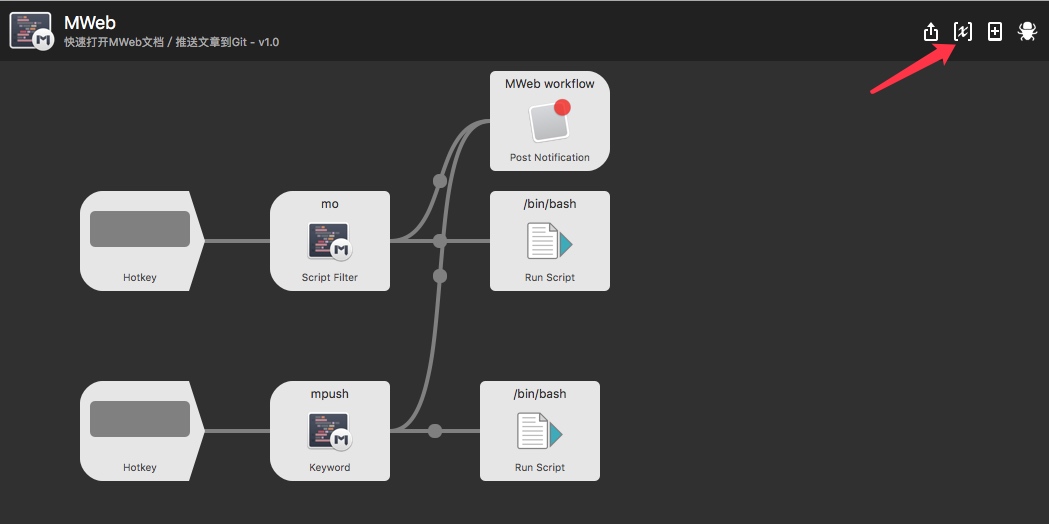 MWeb
快速打开MWeb文档 / 推送文章到Git - v1.0
[x]
MWeb workflow
Post Notification
mo
/bin/bash
M
Hotkey
Script Filter
Run Script
mpush
/bin/bash
M
Hotkey
Keyword
Run Script